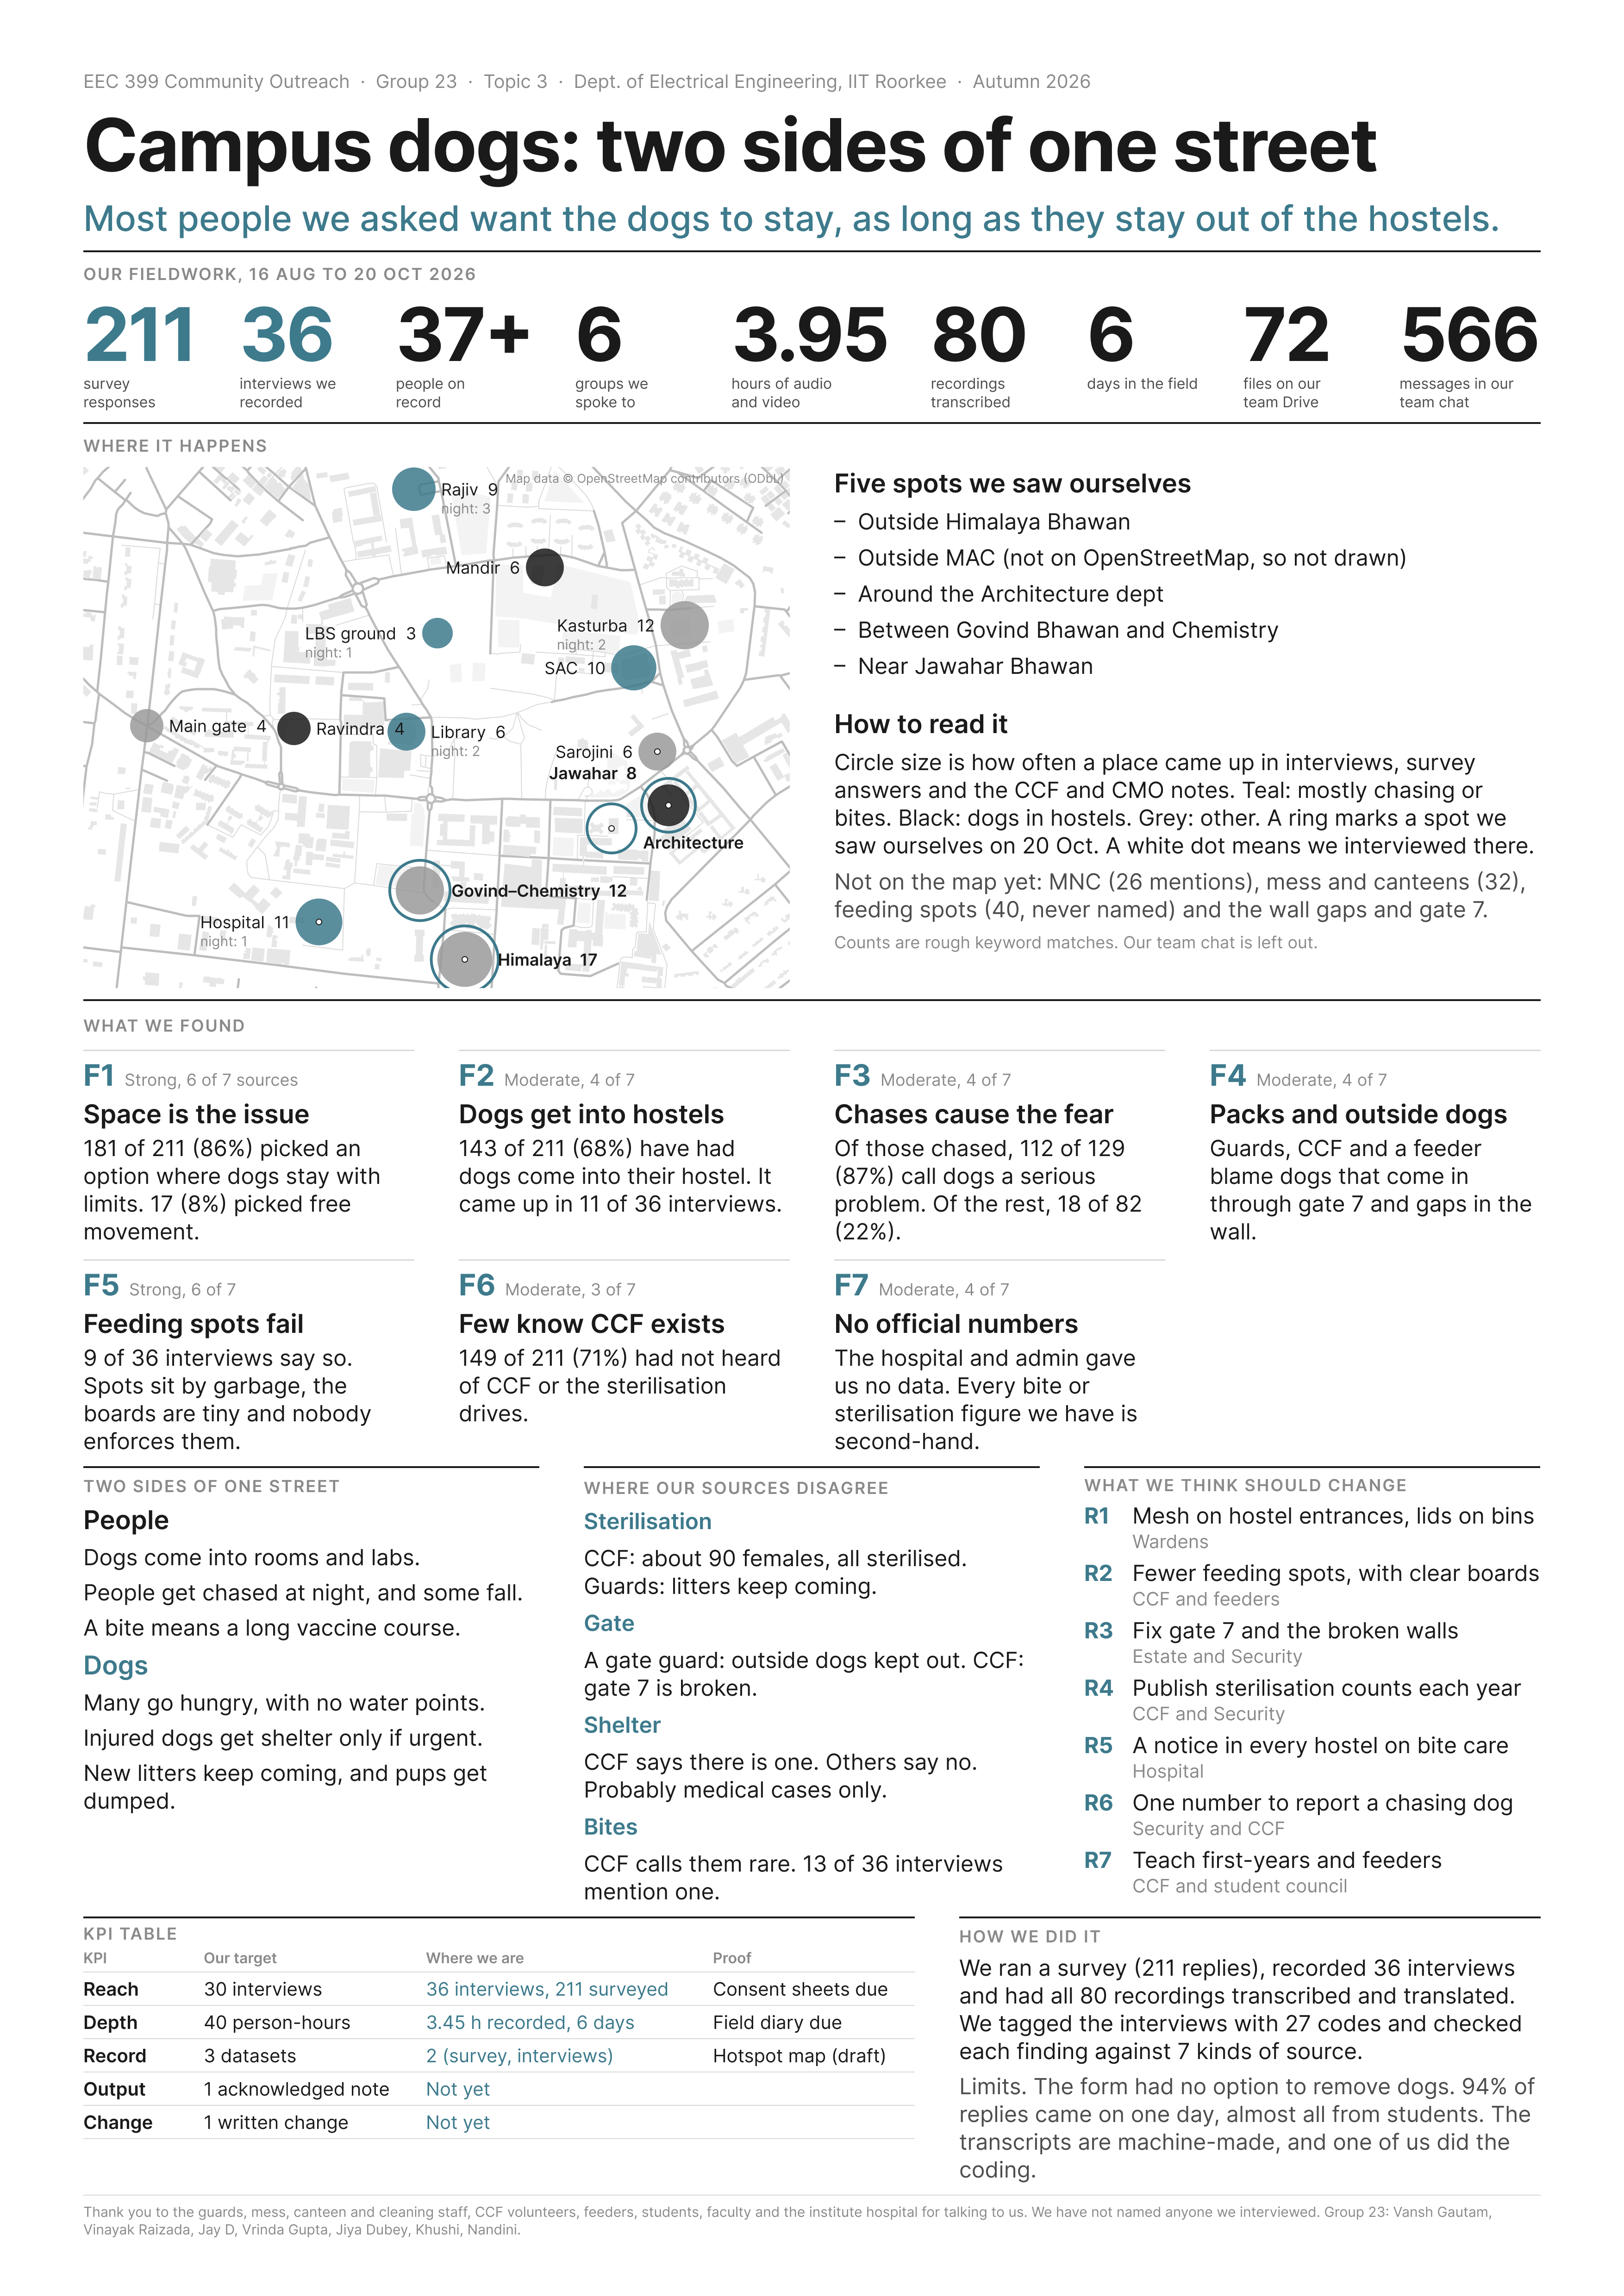 EEC 399 Community Outreach · Group 23 · Topic 3 · Dept. of Electrical Engineering, IIT Roorkee · Autumn 2026
Campus dogs: two sides of one street
Most people we asked want the dogs to stay, as long as they stay out of the hostels.
OUR FIELDWORK, 16 AUG TO 20 OCT 2026
211
survey
responses
36
interviews we
recorded
37+
people on
record
6
groups we
spoke to
3.95
hours of audio
and video
80
recordings
transcribed
6
days in the field
72
files on our
team Drive
566
messages in our
team chat
WHERE IT HAPPENS
Map data © OpenStreetMap contributors (ODbL)
Rajiv 9
night: 3
Mandir 6
Kasturba 12
night: 2
LBS ground 3
night: 1
SAC 10
Main gate 4
Ravindra 4
Library 6
night: 2
Sarojini 6
Jawahar 8
Architecture
Govind–Chemistry 12
Hospital 11
night: 1
Himalaya 17
Five spots we saw ourselves
– Outside Himalaya Bhawan
– Outside MAC (not on OpenStreetMap, so not drawn)
– Around the Architecture dept
– Between Govind Bhawan and Chemistry
– Near Jawahar Bhawan
How to read it
Circle size is how often a place came up in interviews, survey
answers and the CCF and CMO notes. Teal: mostly chasing or
bites. Black: dogs in hostels. Grey: other. A ring marks a spot we
saw ourselves on 20 Oct. A white dot means we interviewed there.
Not on the map yet: MNC (26 mentions), mess and canteens (32),
feeding spots (40, never named) and the wall gaps and gate 7.
Counts are rough keyword matches. Our team chat is left out.
WHAT WE FOUND
F1 Strong, 6 of 7 sources
Space is the issue
181 of 211 (86%) picked an
option where dogs stay with
limits. 17 (8%) picked free
movement.
F2 Moderate, 4 of 7
Dogs get into hostels
143 of 211 (68%) have had
dogs come into their hostel. It
came up in 11 of 36 interviews.
F3 Moderate, 4 of 7
Chases cause the fear
Of those chased, 112 of 129
(87%) call dogs a serious
problem. Of the rest, 18 of 82
(22%).
F4 Moderate, 4 of 7
Packs and outside dogs
Guards, CCF and a feeder
blame dogs that come in
through gate 7 and gaps in the
wall.
F5 Strong, 6 of 7
Feeding spots fail
9 of 36 interviews say so.
Spots sit by garbage, the
boards are tiny and nobody
enforces them.
F6 Moderate, 3 of 7
Few know CCF exists
149 of 211 (71%) had not heard
of CCF or the sterilisation
drives.
F7 Moderate, 4 of 7
No official numbers
The hospital and admin gave
us no data. Every bite or
sterilisation figure we have is
second-hand.
TWO SIDES OF ONE STREET
People
Dogs come into rooms and labs.
People get chased at night, and some fall.
A bite means a long vaccine course.
Dogs
Many go hungry, with no water points.
Injured dogs get shelter only if urgent.
New litters keep coming, and pups get
dumped.
WHERE OUR SOURCES DISAGREE
Sterilisation
CCF: about 90 females, all sterilised.
Guards: litters keep coming.
Gate
A gate guard: outside dogs kept out. CCF:
gate 7 is broken.
Shelter
CCF says there is one. Others say no.
Probably medical cases only.
Bites
CCF calls them rare. 13 of 36 interviews
mention one.
WHAT WE THINK SHOULD CHANGE
R1 Mesh on hostel entrances, lids on bins
Wardens
R2 Fewer feeding spots, with clear boards
CCF and feeders
R3 Fix gate 7 and the broken walls
Estate and Security
R4 Publish sterilisation counts each year
CCF and Security
R5 A notice in every hostel on bite care
Hospital
R6 One number to report a chasing dog
Security and CCF
R7 Teach first-years and feeders
CCF and student council
KPI TABLE
KPI Our target Where we are Proof
Reach 30 interviews 36 interviews, 211 surveyed Consent sheets due
Depth 40 person-hours 3.45 h recorded, 6 days Field diary due
Record 3 datasets 2 (survey, interviews) Hotspot map (draft)
Output 1 acknowledged note Not yet
Change 1 written change Not yet
HOW WE DID IT
We ran a survey (211 replies), recorded 36 interviews
and had all 80 recordings transcribed and translated.
We tagged the interviews with 27 codes and checked
each finding against 7 kinds of source.
Limits. The form had no option to remove dogs. 94% of
replies came on one day, almost all from students. The
transcripts are machine-made, and one of us did the
coding.
Thank you to the guards, mess, canteen and cleaning staff, CCF volunteers, feeders, students, faculty and the institute hospital for talking to us. We have not named anyone we interviewed. Group 23: Vansh Gautam,
Vinayak Raizada, Jay D, Vrinda Gupta, Jiya Dubey, Khushi, Nandini.